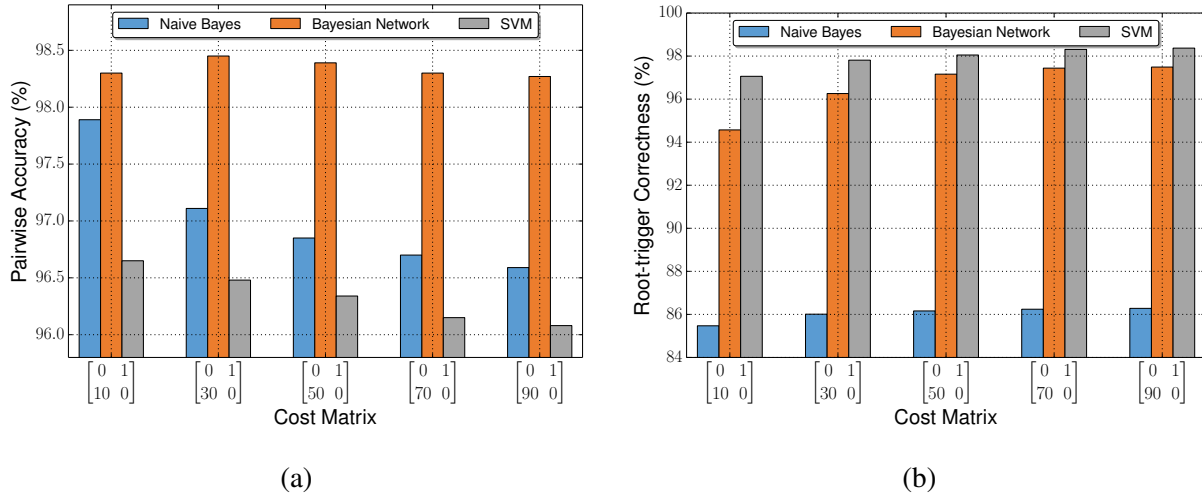 Naive Bayes Bayesian Network SVM
98.5
98.0
97.5
97.0
96.5
96.0
Pairwise Accuracy (%)
[0 1 [0 1 [0 1 [0 1 [0 1
10 0] 30 0] 50 0] 70 0] 90 0]
Cost Matrix
(a)
Naive Bayes Bayesian Network SVM
100
98
96
94
92
90
88
86
84
Root-trigger Correctness (%)
[0 1 [0 1 [0 1 [0 1 [0 1
10 0] 30 0] 50 0] 70 0] 90 0]
Cost Matrix
(b)